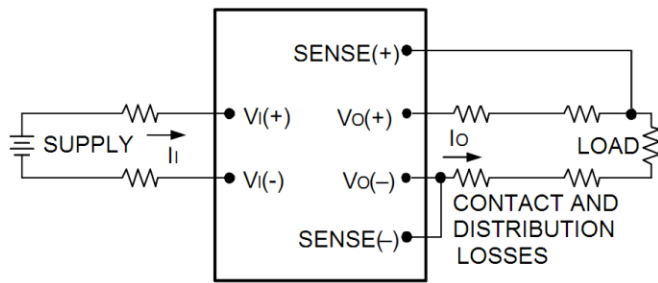 SENSE(+)
SUPPLY
II
VI(+)
VO(+)
IO
LOAD
VI(-)
VO(–)
CONTACT AND
DISTRIBUTION
LOSSES
SENSE(–)